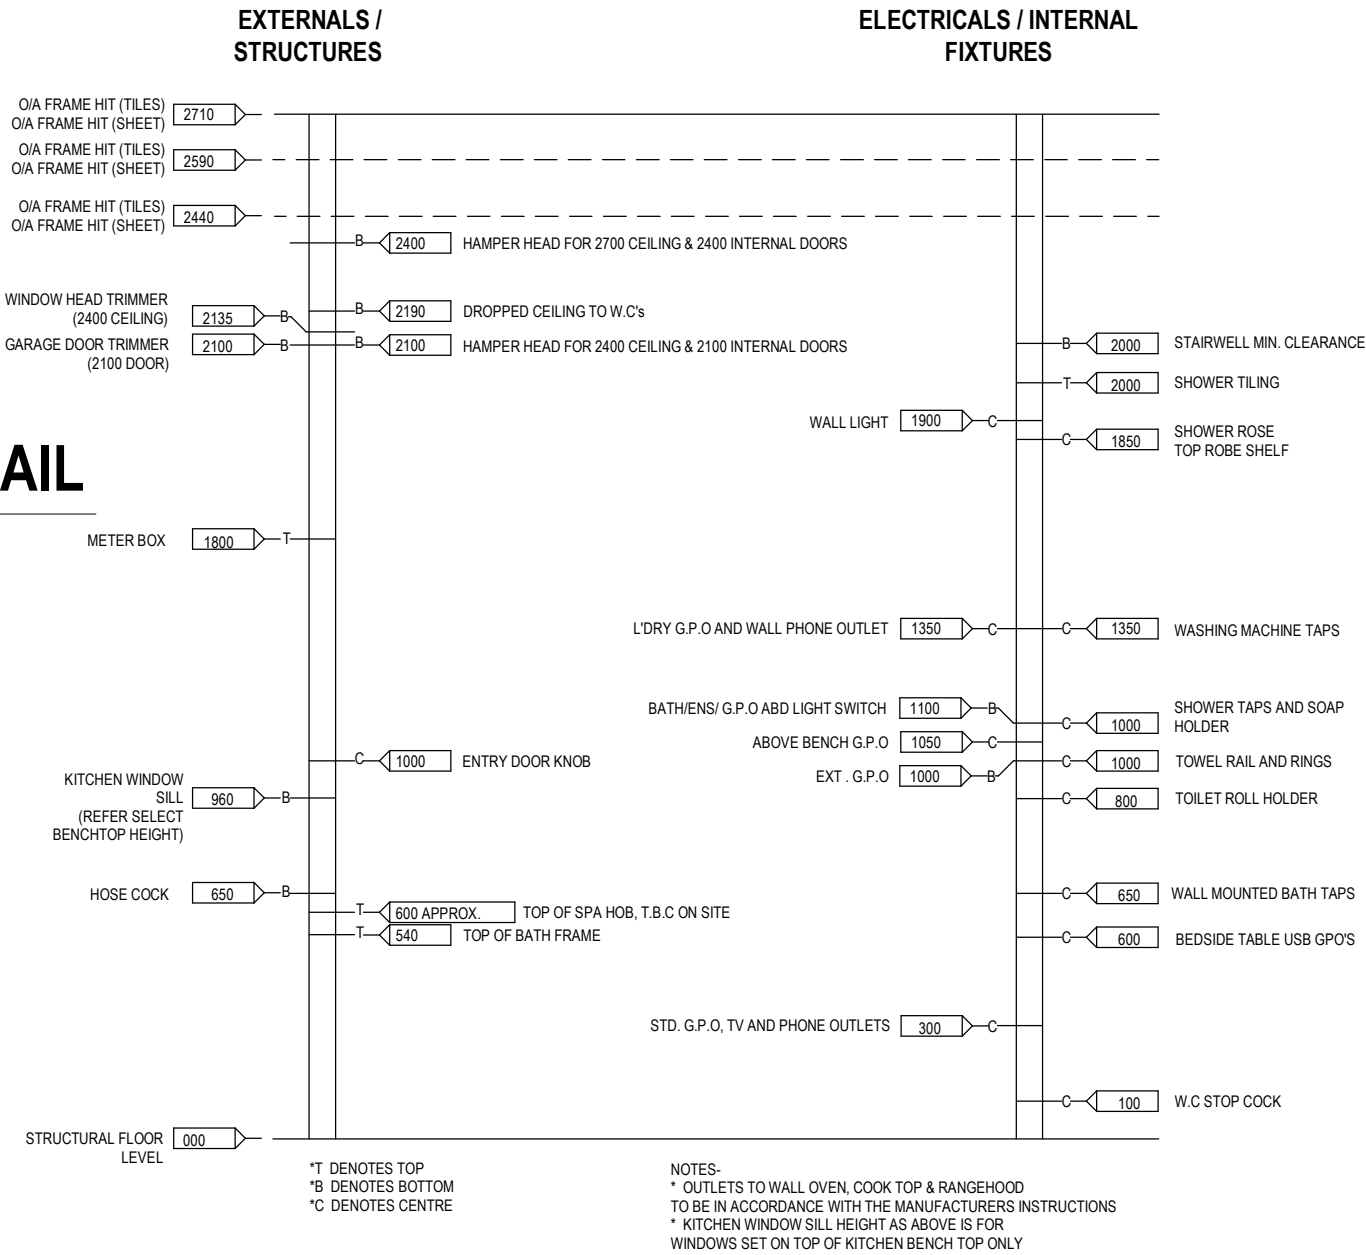 EXTERNALS /
STRUCTURES
ELECTRICALS / INTERNAL
FIXTURES
O/A FRAME HIT (TILES)
O/A FRAME HIT (SHEET)
2710
O/A FRAME HIT (TILES)
O/A FRAME HIT (SHEET)
2590
O/A FRAME HIT (TILES)
O/A FRAME HIT (SHEET)
2440
B 2400 HAMPER HEAD FOR 2700 CEILING & 2400 INTERNAL DOORS
WINDOW HEAD TRIMMER
(2400 CEILING)
2135 B
B 2190 DROPPED CEILING TO W.C's
GARAGE DOOR TRIMMER
(2100 DOOR)
2100 B
B 2100 HAMPER HEAD FOR 2400 CEILING & 2100 INTERNAL DOORS
B 2000 STAIRWELL MIN. CLEARANCE
T 2000 SHOWER TILING
WALL LIGHT 1900 C
C 1850 SHOWER ROSE
TOP ROBE SHELF
AIL
METER BOX 1800 T
L'DRY G.P.O AND WALL PHONE OUTLET 1350 C
C 1350 WASHING MACHINE TAPS
BATH/ENS/ G.P.O ABD LIGHT SWITCH 1100 B
C 1000 SHOWER TAPS AND SOAP
HOLDER
ABOVE BENCH G.P.O 1050 C
C 1000 ENTRY DOOR KNOB
EXT . G.P.O 1000 B
C 1000 TOWEL RAIL AND RINGS
KITCHEN WINDOW
SILL
(REFER SELECT
BENCHTOP HEIGHT)
960 B
C 800 TOILET ROLL HOLDER
HOSE COCK 650 B
C 650 WALL MOUNTED BATH TAPS
T 600 APPROX. TOP OF SPA HOB, T.B.C ON SITE
T 540 TOP OF BATH FRAME
C 600 BEDSIDE TABLE USB GPO'S
STD. G.P.O, TV AND PHONE OUTLETS 300 C
C 100 W.C STOP COCK
STRUCTURAL FLOOR
LEVEL
000
*T DENOTES TOP
*B DENOTES BOTTOM
*C DENOTES CENTRE
NOTES-
* OUTLETS TO WALL OVEN, COOK TOP & RANGEHOOD
TO BE IN ACCORDANCE WITH THE MANUFACTURERS INSTRUCTIONS
* KITCHEN WINDOW SILL HEIGHT AS ABOVE IS FOR
WINDOWS SET ON TOP OF KITCHEN BENCH TOP ONLY